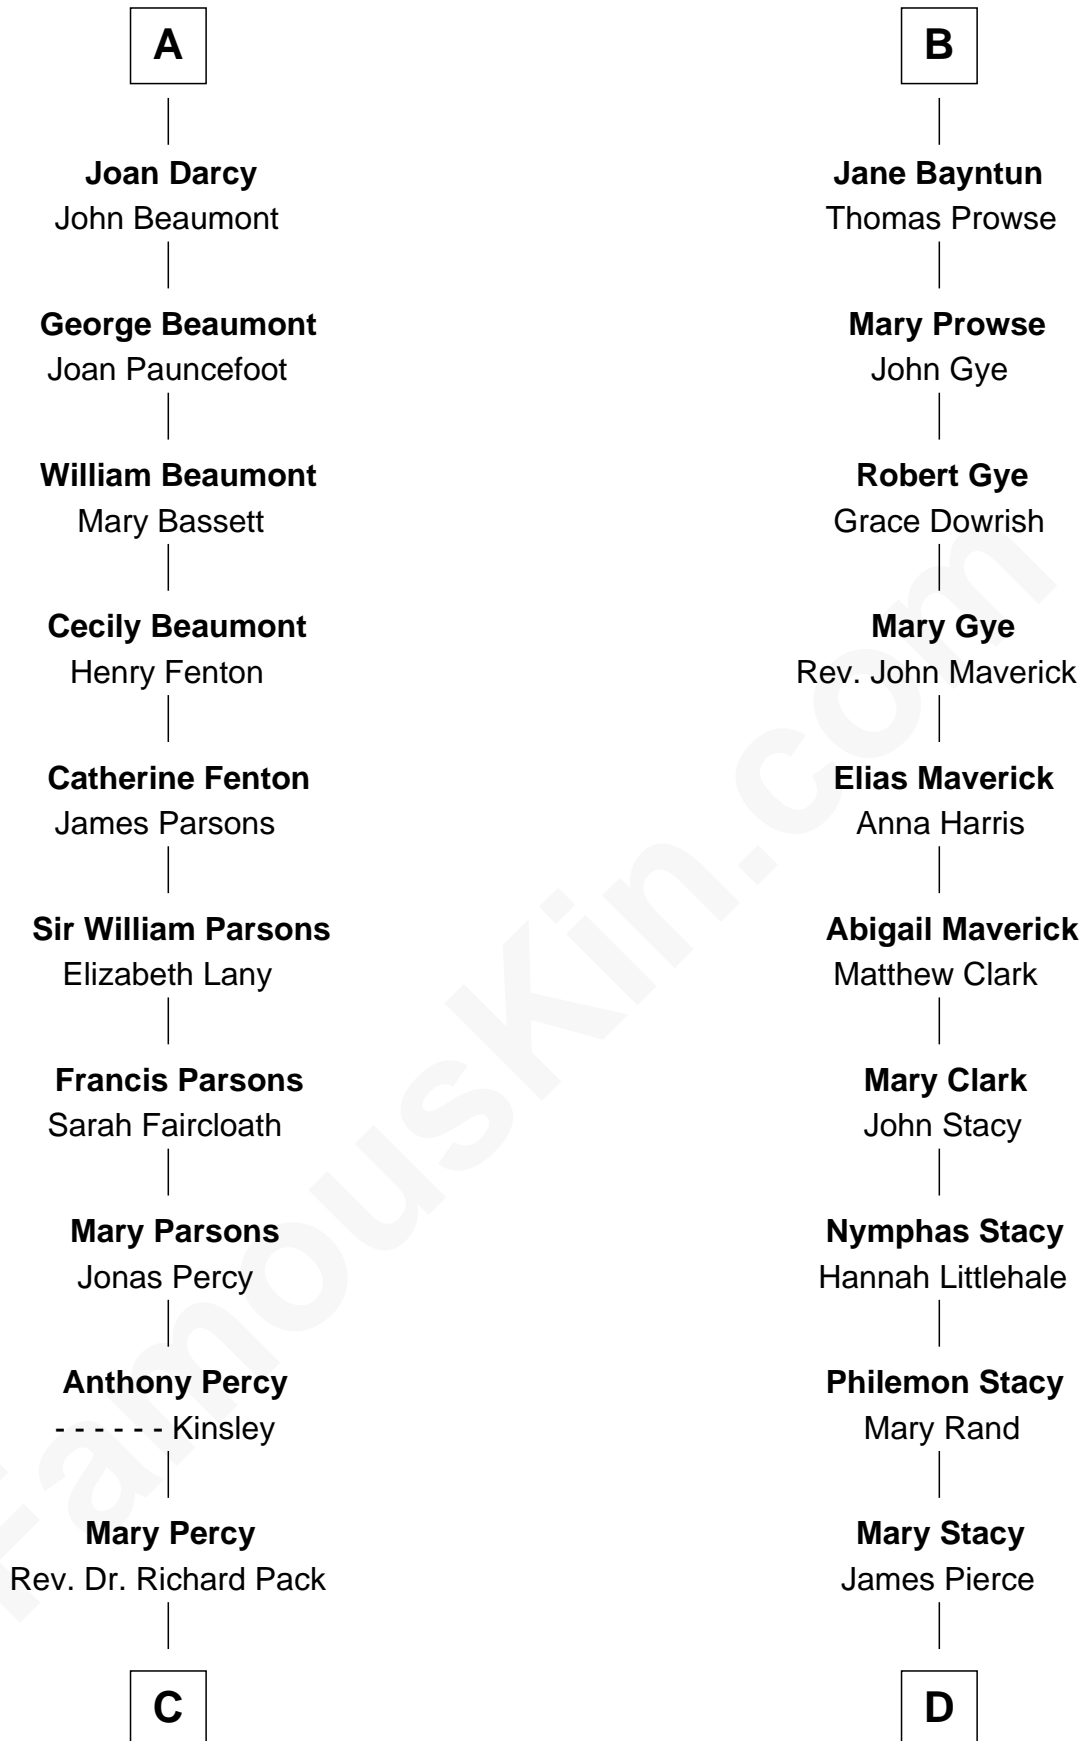 A
Joan Darcy
John Beaumont
George Beaumont
Joan Pauncefoot
William Beaumont
Mary Bassett
Cecily Beaumont
Henry Fenton
Catherine Fenton
James Parsons
Sir William Parsons
Elizabeth Lany
Francis Parsons
Sarah Faircloath
Mary Parsons
Jonas Percy
Anthony Percy
- - - - - - Kinsley
Mary Percy
Rev. Dr. Richard Pack
C
B
Jane Bayntun
Thomas Prowse
Mary Prowse
John Gye
Robert Gye
Grace Dowrish
Mary Gye
Rev. John Maverick
Elias Maverick
Anna Harris
Abigail Maverick
Matthew Clark
Mary Clark
John Stacy
Nymphas Stacy
Hannah Littlehale
Philemon Stacy
Mary Rand
Mary Stacy
James Pierce
D
FamousKin.com